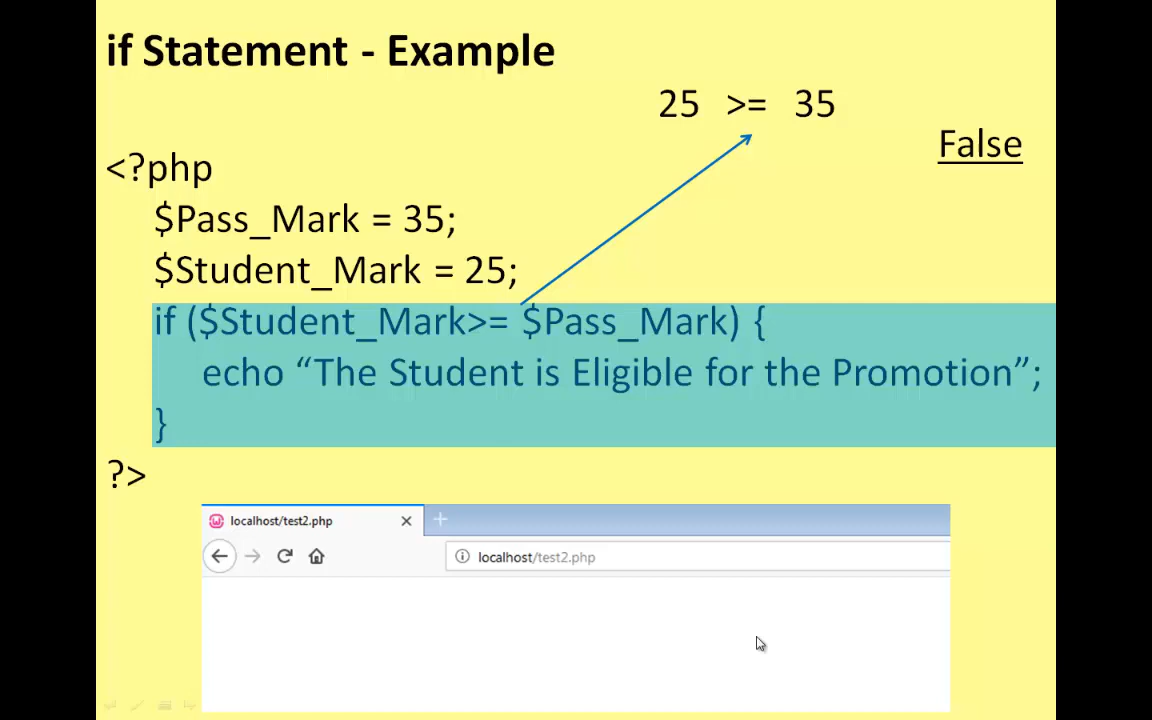 if Statement - Example
25 >= 35
False
<?php
$Pass_Mark = 35;
$Student_Mark = 25;
if ($Student_Mark>= $Pass_Mark) {
echo “The Student is Eligible for the Promotion”;
}
?>
localhost/test2.php
localhost/test2.php